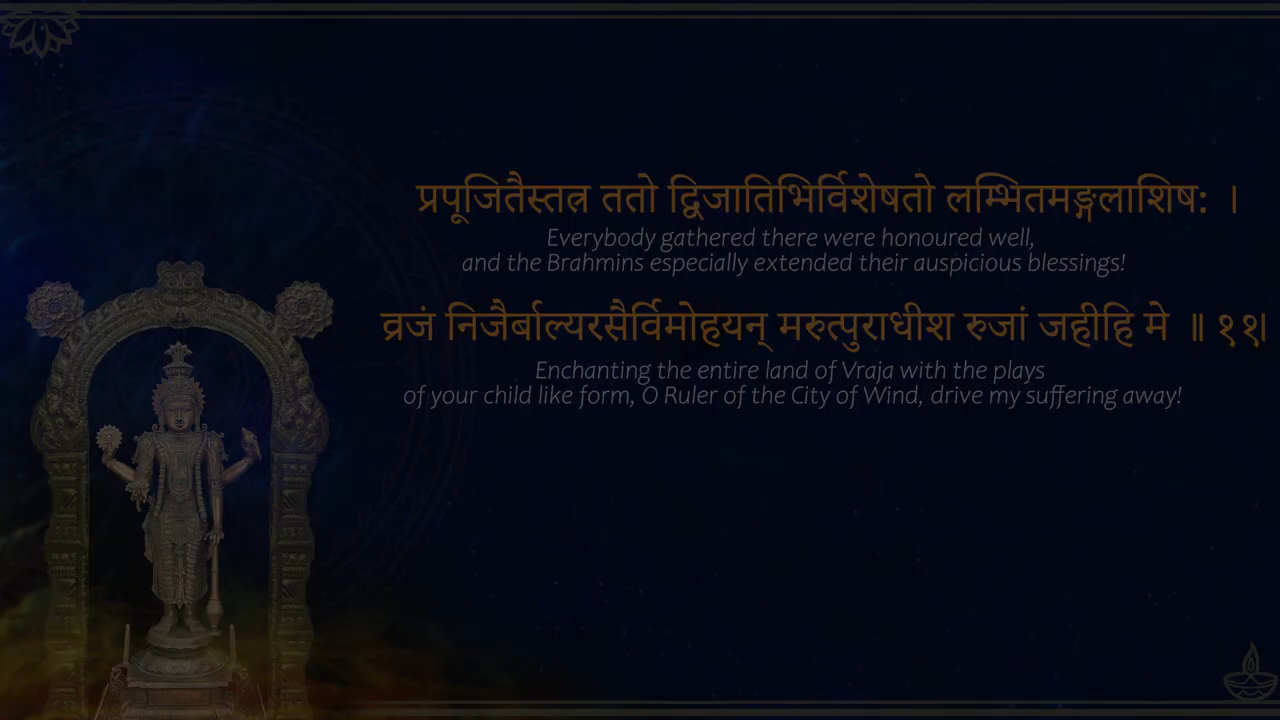 प्रपूजितैस्तत्र ततो द्विजातिभिर्विशेषतो लम्भितमङ्गलाशिष: ।
Everybody gathered there were honoured well,
and the Brahmins especially extended their auspicious blessings!
व्रजं निजैर्बाल्यरसैर्विमोहयन् मरुत्पुराधीश रुजां जहीहि मे ॥ ११।
Enchanting the entire land of Vraja with the plays
of your child like form, O Ruler of the City of Wind, drive my suffering away!